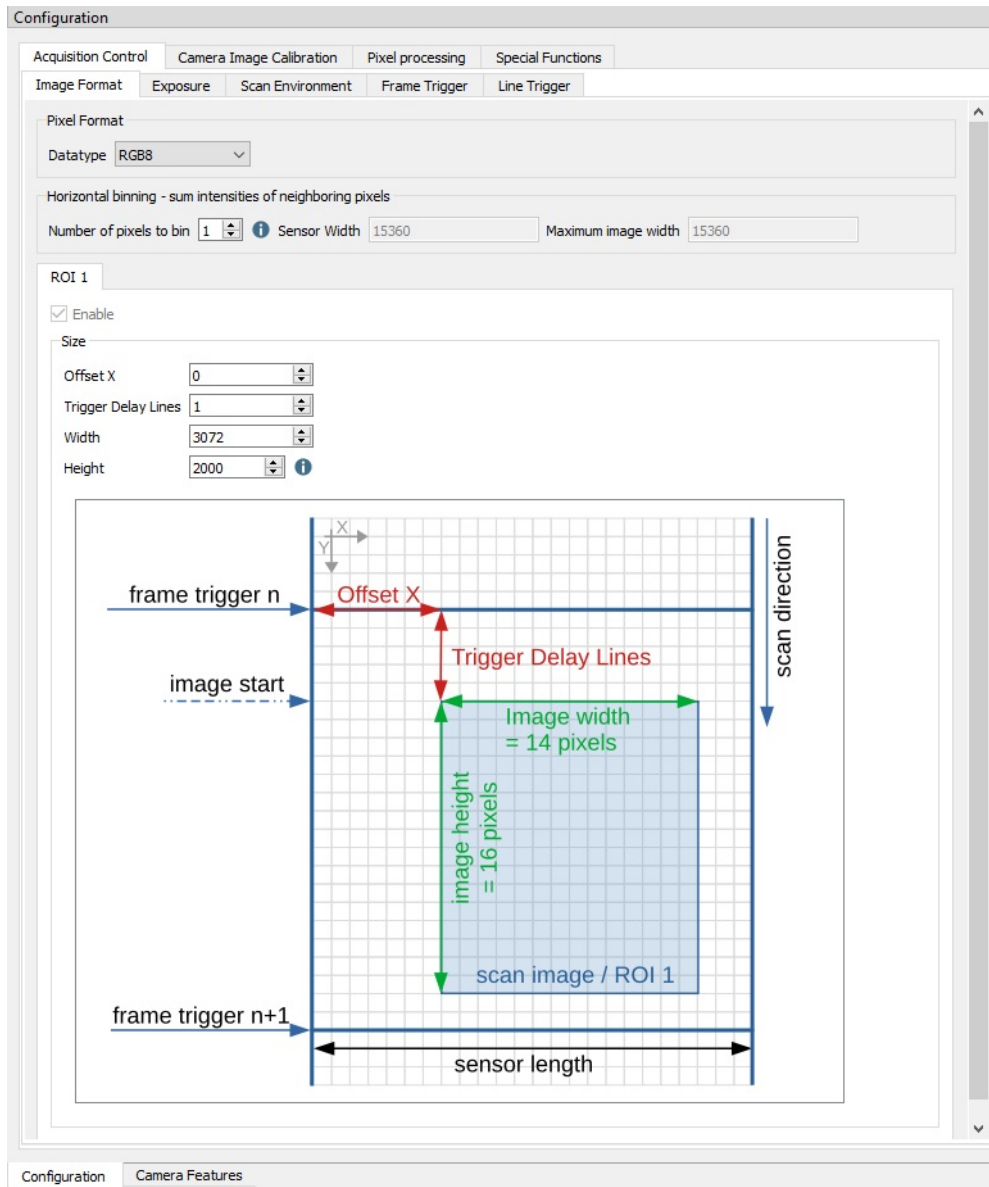 Configuration
Acquisition Control Camera Image Calibration Pixel processing Special Functions
Image Format Exposure Scan Environment Frame Trigger Line Trigger
Pixel Format
Datatype RGB8
Horizontal binning - sum intensities of neighboring pixels
Number of pixels to bin 1 Sensor Width 15360 Maximum image width 15360
ROI 1
Enable
Size
Offset X 0
Trigger Delay Lines 1
Width 3072
Height 2000
X
Y
scan direction
frame trigger n
Offset X
Trigger Delay Lines
image start
Image width
= 14 pixels
image height
= 16 pixels
scan image / ROI 1
frame trigger n+1
sensor length
Configuration Camera Features